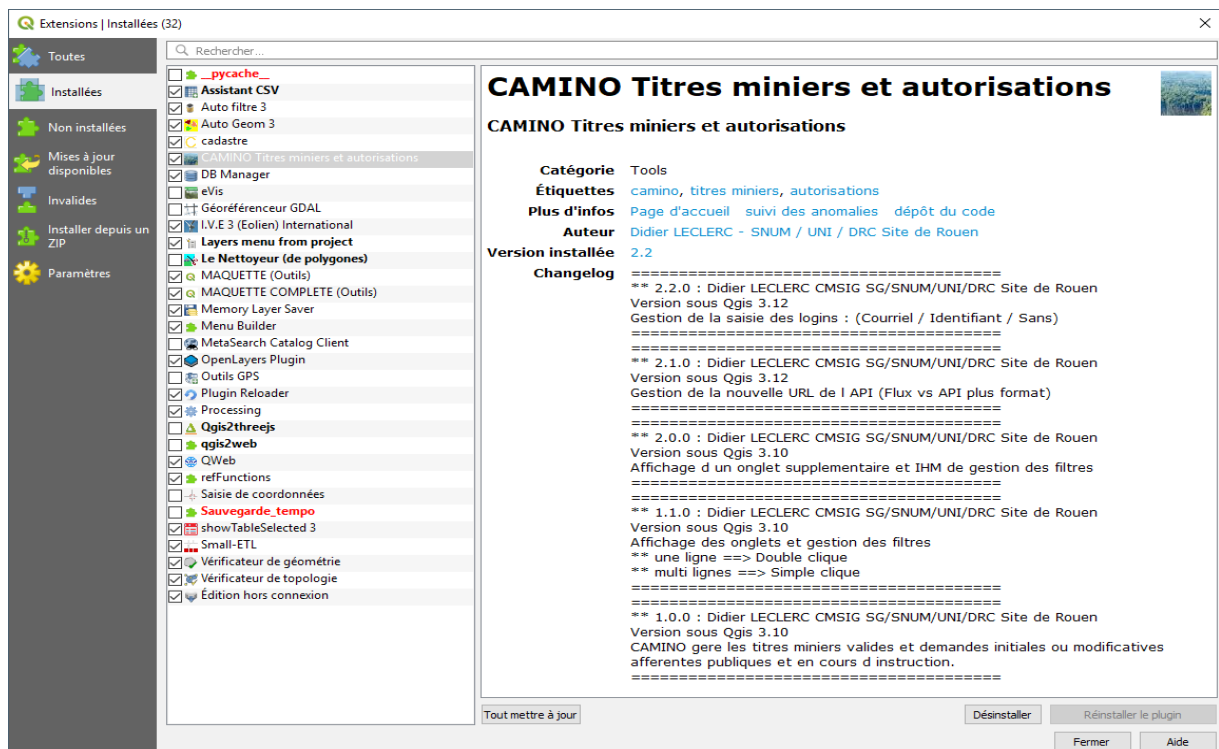 Extensions | Installées (32)
Toutes
Installées
Non installées
Mises à jour
disponibles
Invalides
Installer depuis un
ZIP
Paramètres
Rechercher...
__pycache__
Assistant CSV
Auto filtre 3
Auto Geom 3
cadastre
CAMINO Titres miniers et autorisations
DB Manager
eVis
Géoréférenceur GDAL
I.V.E 3 (Eolien) International
Layers menu from project
Le Nettoyeur (de polygones)
MAQUETTE (Outils)
MAQUETTE COMPLETE (Outils)
Memory Layer Saver
Menu Builder
MetaSearch Catalog Client
OpenLayers Plugin
Outils GPS
Plugin Reloader
Processing
Qgis2threejs
qgis2web
QWeb
refFunctions
Saisie de coordonnées
Sauvegarde_tempo
showTableSelected 3
Small-ETL
Vérificateur de géométrie
Vérificateur de topologie
Édition hors connexion
CAMINO Titres miniers et autorisations
CAMINO Titres miniers et autorisations
Catégorie Tools
Étiquettes camino, titres miniers, autorisations
Plus d'infos Page d'accueil suivi des anomalies dépôt du code
Auteur Didier LECLERC - SNUM / UNI / DRC Site de Rouen
Version installée 2.2
Changelog =======================================
** 2.2.0 : Didier LECLERC CMSIG SG/SNUM/UNI/DRC Site de Rouen
Version sous Qgis 3.12
Gestion de la saisie des logins : (Courriel / Identifiant / Sans)
=======================================
=======================================
** 2.1.0 : Didier LECLERC CMSIG SG/SNUM/UNI/DRC Site de Rouen
Version sous Qgis 3.12
Gestion de la nouvelle URL de l API (Flux vs API plus format)
=======================================
=======================================
** 2.0.0 : Didier LECLERC CMSIG SG/SNUM/UNI/DRC Site de Rouen
Version sous Qgis 3.10
Affichage d un onglet supplementaire et IHM de gestion des filtres
=======================================
=======================================
** 1.1.0 : Didier LECLERC CMSIG SG/SNUM/UNI/DRC Site de Rouen
Version sous Qgis 3.10
Affichage des onglets et gestion des filtres
** une ligne ==> Double clique
** multi lignes ==> Simple clique
=======================================
=======================================
** 1.0.0 : Didier LECLERC CMSIG SG/SNUM/UNI/DRC Site de Rouen
Version sous Qgis 3.10
CAMINO gere les titres miniers valides et demandes initiales ou modificatives
afferentes publiques et en cours d instruction.
=======================================
Tout mettre à jour
Désinstaller
Réinstaller le plugin
Fermer
Aide